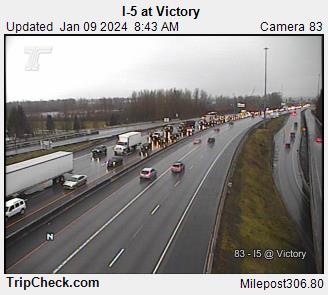 I-5 at Victory
Updated  Jan 09 2024  8:43 AM
Camera 83
N
83 - I5 @ Victory
TripCheck.com
Milepost306.80